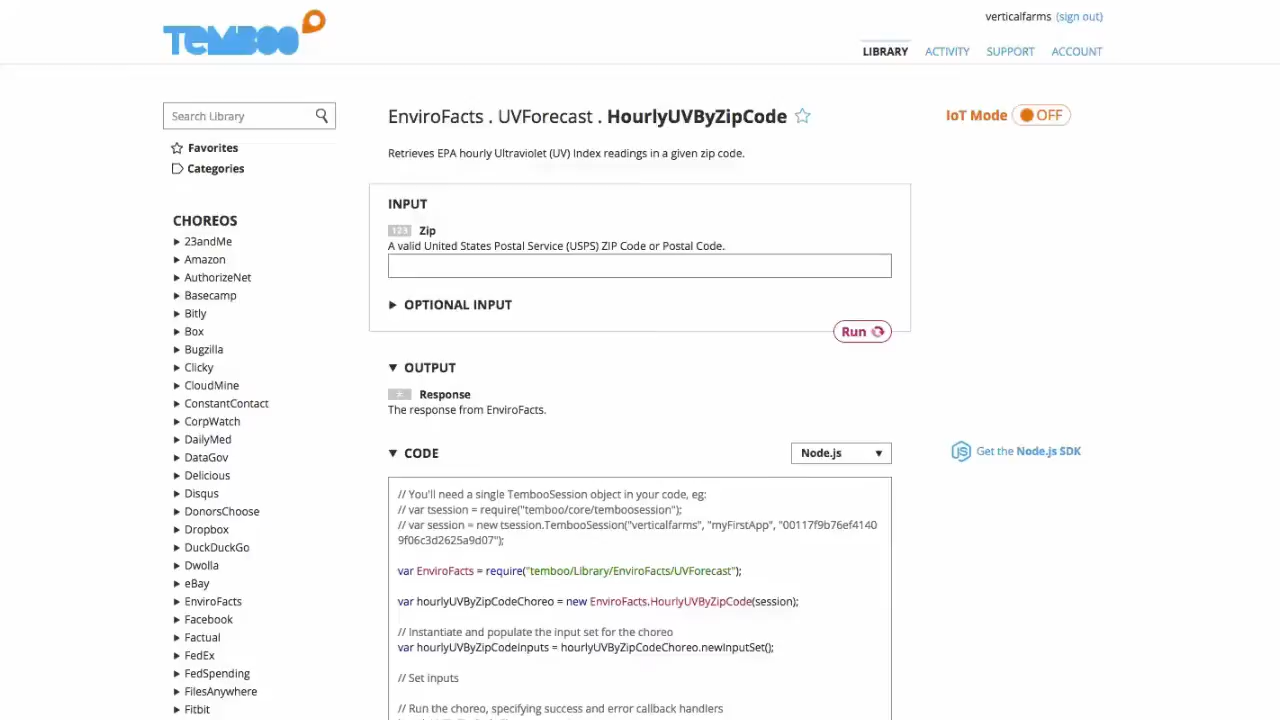 TEMBOO
verticalfarms (sign out)
LIBRARY ACTIVITY SUPPORT ACCOUNT
Search Library
Favorites
Categories
CHOREOS
23andMe
Amazon
AuthorizeNet
Basecamp
Bitly
Box
Bugzilla
Clicky
CloudMine
ConstantContact
CorpWatch
DailyMed
DataGov
Delicious
Disqus
DonorsChoose
Dropbox
DuckDuckGo
Dwolla
eBay
EnviroFacts
Facebook
Factual
FedEx
FedSpending
FilesAnywhere
Fitbit
EnviroFacts . UVForecast . HourlyUVByZipCode
IoT Mode OFF
Retrieves EPA hourly Ultraviolet (UV) Index readings in a given zip code.
INPUT
123 Zip
A valid United States Postal Service (USPS) ZIP Code or Postal Code.
OPTIONAL INPUT
Run
OUTPUT
Response
The response from EnviroFacts.
CODE
Node.js
JS Get the Node.js SDK
// You'll need a single TembooSession object in your code, eg:
// var tsession = require("temboo/core/temboosession");
// var session = new tsession.TembooSession("verticalfarms", "myFirstApp", "00117f9b76ef4140
9f06c3d2625a9d07");
var EnviroFacts = require("temboo/Library/EnviroFacts/UVForecast");
var hourlyUVByZipCodeChoreo = new EnviroFacts.HourlyUVByZipCode(session);
// Instantiate and populate the input set for the choreo
var hourlyUVByZipCodeInputs = hourlyUVByZipCodeChoreo.newInputSet();
// Set inputs
// Run the choreo, specifying success and error callback handlers